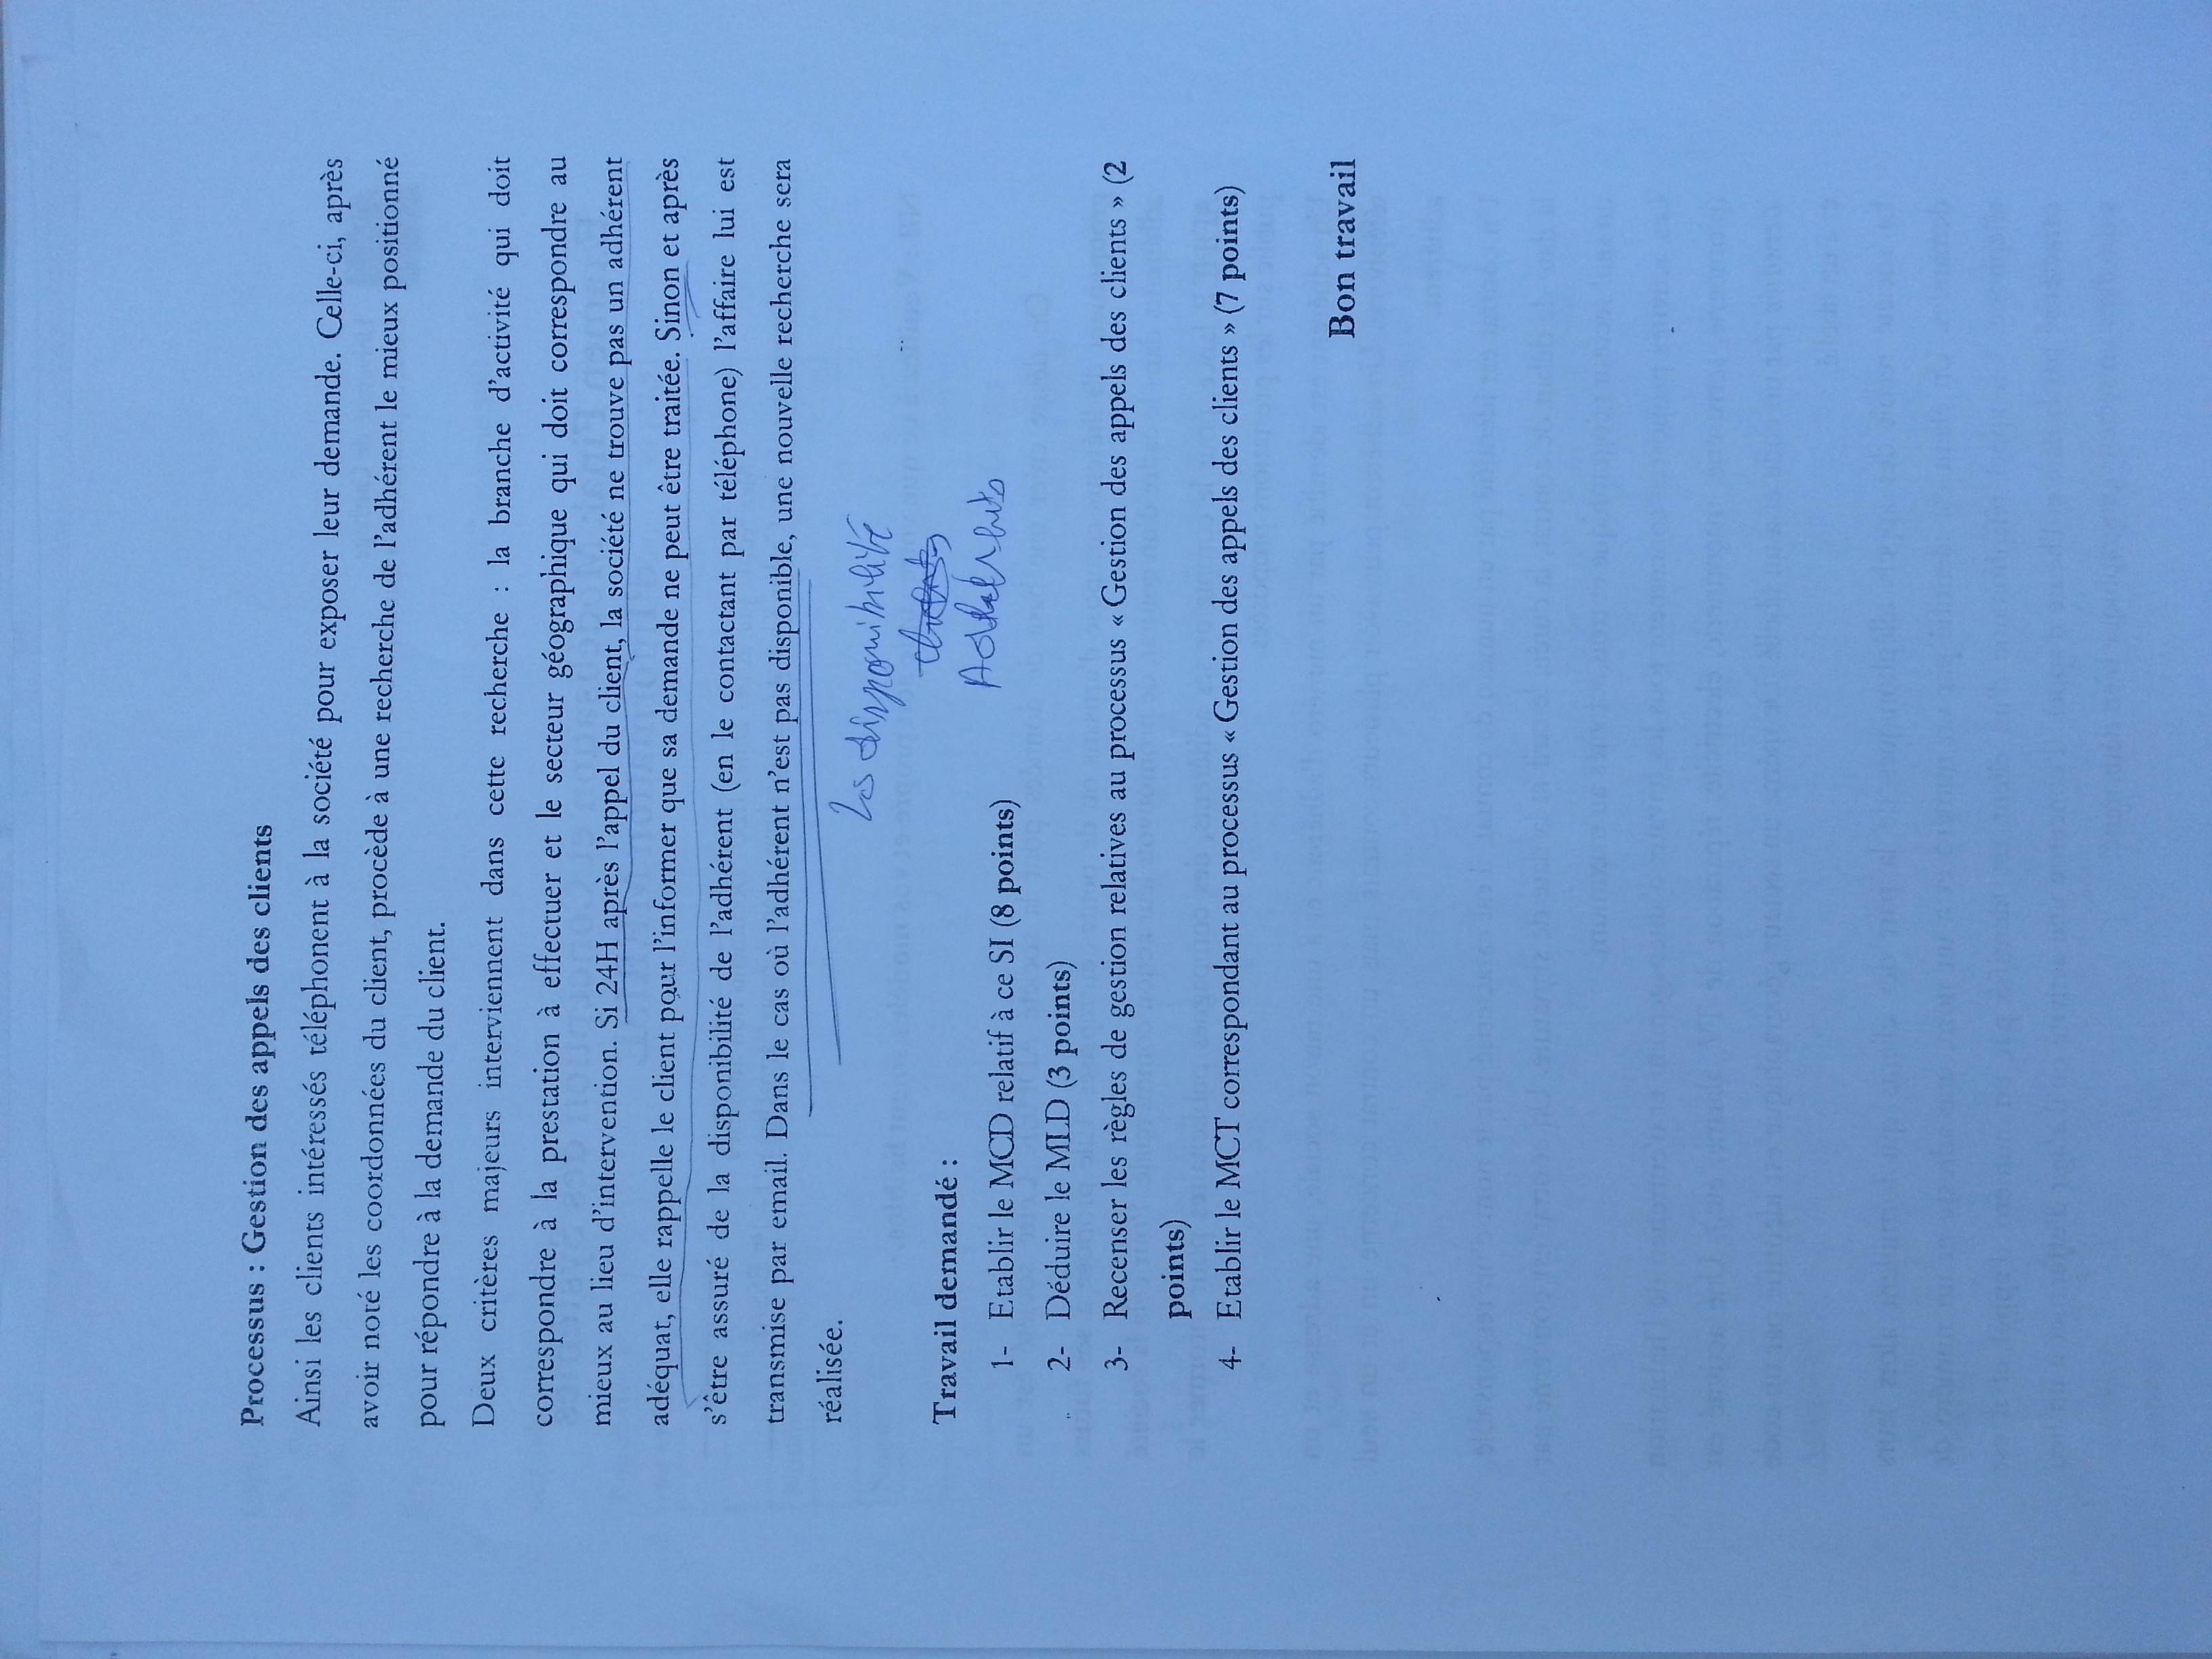 Processus : Gestion des appels des clients
Ainsi les clients intéressés téléphonent à la société pour exposer leur demande. Celle-ci, après
avoir noté les coordonnées du client, procède à une recherche de l'adhérent le mieux positionné
pour répondre à la demande du client.
Deux critères majeurs interviennent dans cette recherche : la branche d'activité qui doit
correspondre à la prestation à effectuer et le secteur géographique qui doit correspondre au
mieux au lieu d'intervention. Si 24H après l'appel du client, la société ne trouve pas un adhérent
adéquat, elle rappelle le client pour l'informer que sa demande ne peut être traitée. Sinon et après
s'être assuré de la disponibilité de l'adhérent (en le contactant par téléphone) l'affaire lui est
transmise par email. Dans le cas où l'adhérent n'est pas disponible, une nouvelle recherche sera
réalisée.
disponibilité
Travail demandé :
1- Etablir le MCD relatif à ce SI (8 points)
2- Déduire le MLD (3 points)
3- Recenser les règles de gestion relatives au processus « Gestion des appels des clients » (2
points)
4- Etablir le MCT correspondant au processus « Gestion des appels des clients » (7 points)
Bon travail